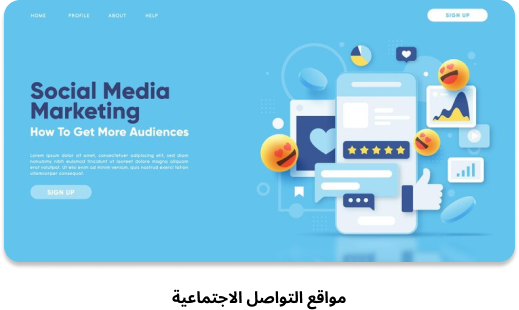 HOME PROFILE ABOUT HELP SIGN UP
Social Media
Marketing
How To Get More Audiences
Lorem ipsum dolor sit amet, consectetuer adipiscing elit, sed diam
nonummy nibh euismod tincidunt ut laoreet dolore magna aliquam
erat volutpat. Ut wisi enim ad minim veniam, quis nostrud exerci tation
ullamcorper suscipit
SIGN UP
مواقع التواصل الاجتماعية